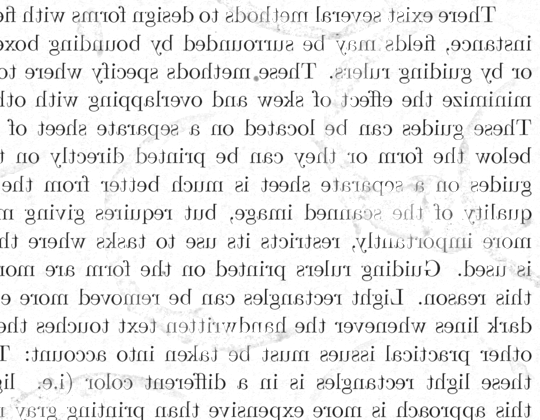 There exist several methods to design forms with fie
instance, fields may be surrounded by bounding boxe
or by guiding rulers. These methods specify where to
minimize the effect of skew and overlapping with oth
These guides can be located on a separate sheet of
below the form or they can be printed directly on t
guides on a separate sheet is much better from the
quality of the scanned image, but requires giving m
more importantly, restricts its use to tasks where th
is used. Guiding rulers printed on the form are mor
this reason. Light rectangles can be removed more e
dark lines whenever the handwritten text touches the
other practical issues must be taken into account: T
these light rectangles is in a different color (i.e. lig
this approach is more expensive than printing gray